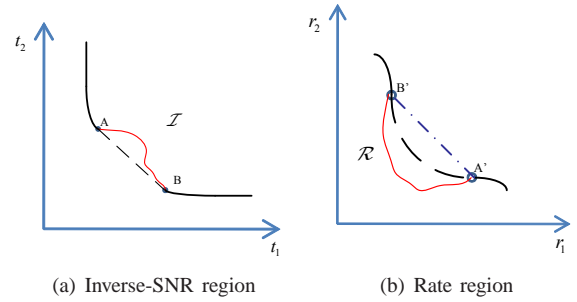 t₂
A
𝓘
B
t₁
(a) Inverse-SNR region
r₂
B'
𝓡
A'
r₁
(b) Rate region